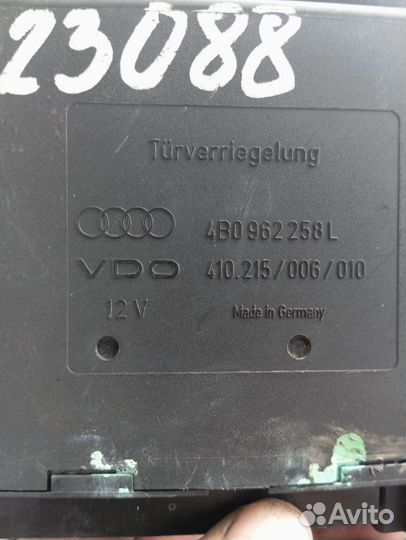 23088
Türverriegelung
4B0 962 258 L
VDO 410.215/006/010
12 V Made in Germany
Avito